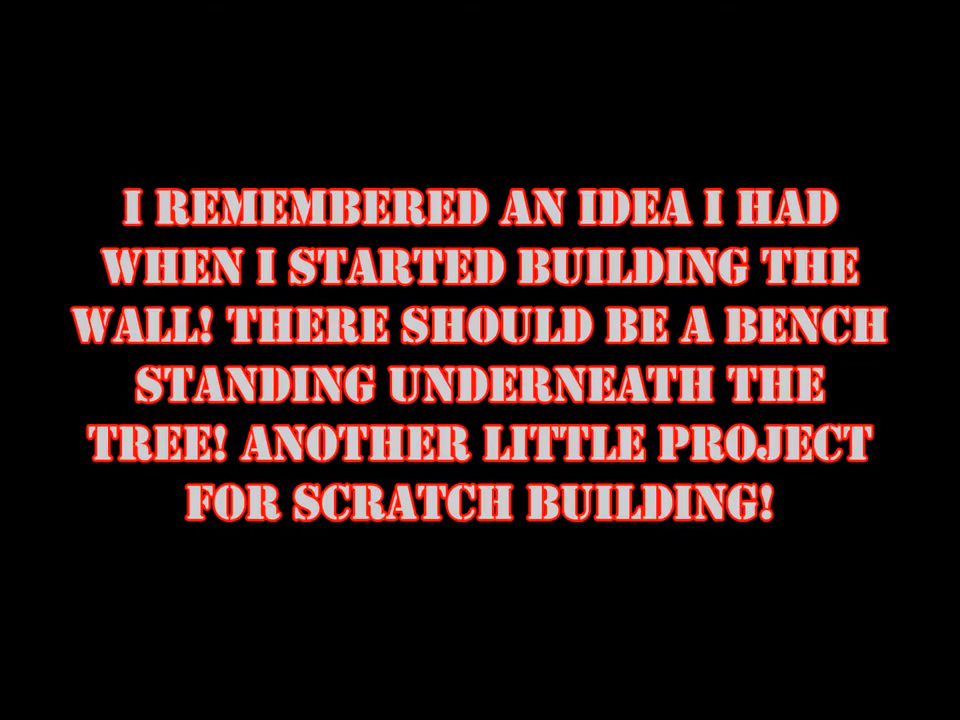 I REMEMBERED AN IDEA I HAD
WHEN I STARTED BUILDING THE
WALL! THERE SHOULD BE A BENCH
STANDING UNDERNEATH THE
TREE! ANOTHER LITTLE PROJECT
FOR SCRATCH BUILDING!